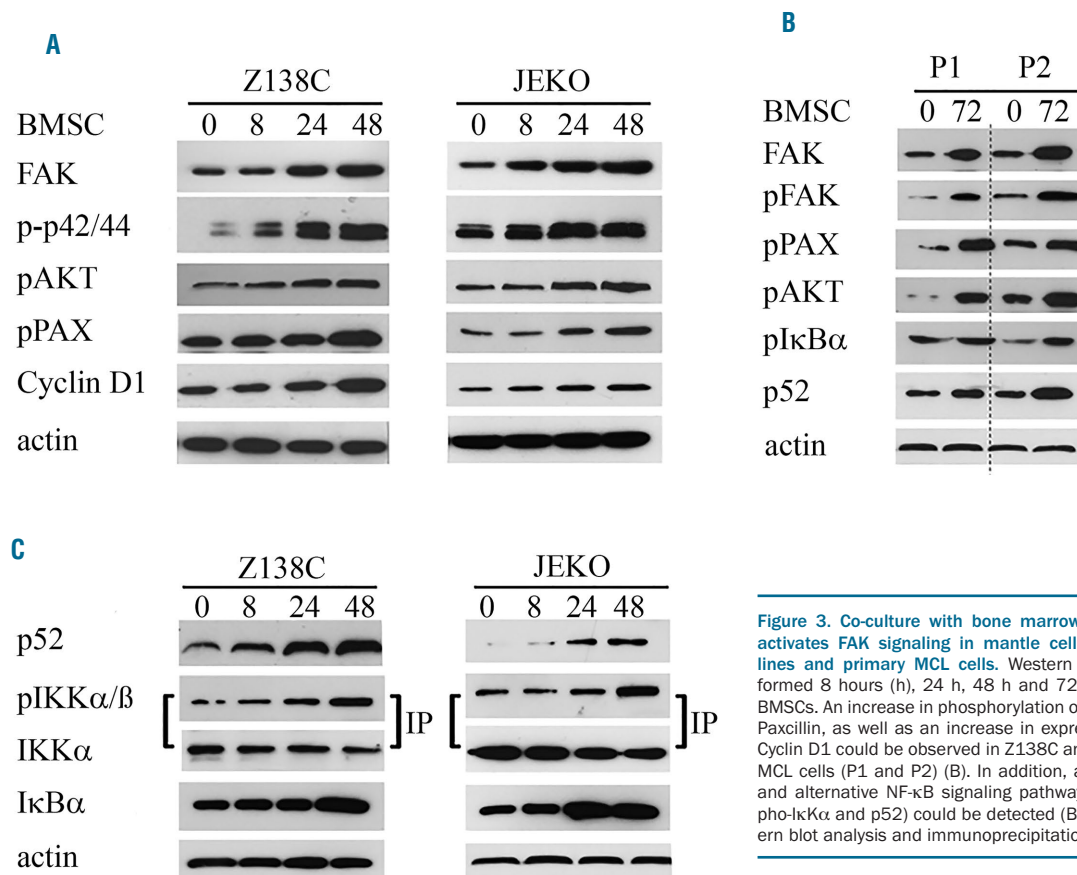 A
Z138C JEKO
BMSC 0 8 24 48 0 8 24 48
FAK
p-p42/44
pAKT
pPAX
Cyclin D1
actin
B
P1 P2
BMSC 0 72 0 72
FAK
pFAK
pPAX
pAKT
pIκBα
p52
actin
C
Z138C JEKO
0 8 24 48 0 8 24 48
p52
pIKKα/ß
IP IP
IKKα
IκBα
actin
Figure 3. Co-culture with bone marrow
activates FAK signaling in mantle cell
lines and primary MCL cells. Western
formed 8 hours (h), 24 h, 48 h and 72
BMSCs. An increase in phosphorylation o
Paxcillin, as well as an increase in expre
Cyclin D1 could be observed in Z138C a
MCL cells (P1 and P2) (B). In addition, a
and alternative NF-κB signaling pathway
pho-IκKα and p52) could be detected (B
ern blot analysis and immunoprecipitatio